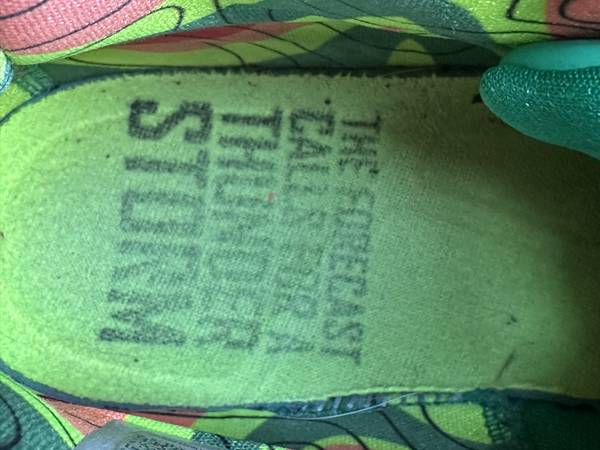 THE FORECAST
CALLS FOR A
THUNDER
STORM